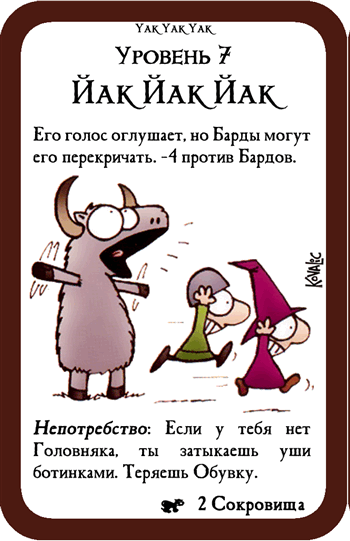 Yak Yak Yak
Уровень 7
Йак Йак Йак
Его голос оглушает, но Барды могут
его перекричать. -4 против Бардов.
Kovalic
Непотребство: Если у тебя нет
Головняка, ты затыкаешь уши
ботинками. Теряешь Обувку.
2 Сокровища